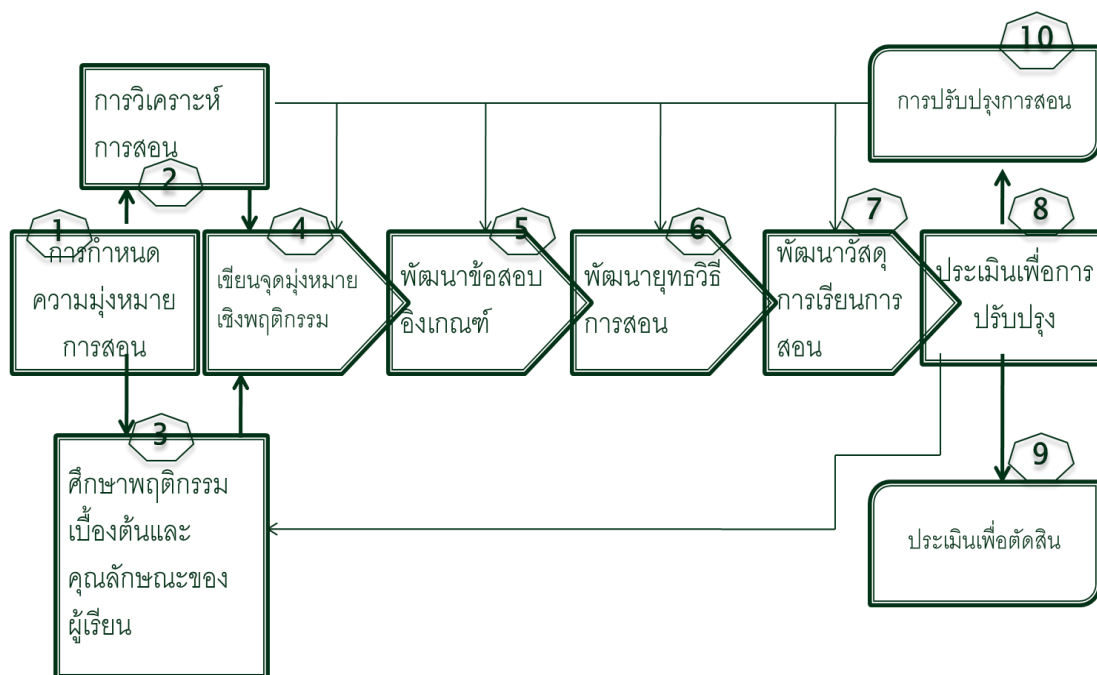 10
การปรับปรุงการสอน
การวิเคราะห์
การสอน
2
1
การกำหนด
ความมุ่งหมาย
การสอน
4
เขียนจุดมุ่งหมาย
เชิงพฤติกรรม
5
พัฒนาข้อสอบ
อิงเกณฑ์
6
พัฒนายุทธวิธี
การสอน
7
พัฒนาวัสดุ
การเรียนการ
สอน
8
ประเมินเพื่อการ
ปรับปรุง
3
ศึกษาพฤติกรรม
เบื้องต้นและ
คุณลักษณะของ
ผู้เรียน
9
ประเมินเพื่อตัดสิน